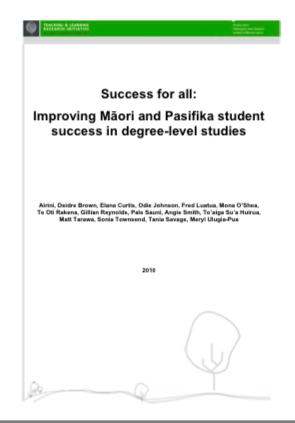 TEACHING & LEARNING
RESEARCH INITIATIVE
Success for all:
Improving Māori and Pasifika student
success in degree-level studies
Airini, Deidre Brown, Elana Curtis, Odie Johnson, Fred Luatua, Mona O'Shea,
Te Oti Rakena, Gillian Reynolds, Pale Sauni, Angie Smith, To'aiga Su'a Huirua,
Matt Tarawa, Sonia Townsend, Tania Savage, Meryl Ulugia-Pua
2010